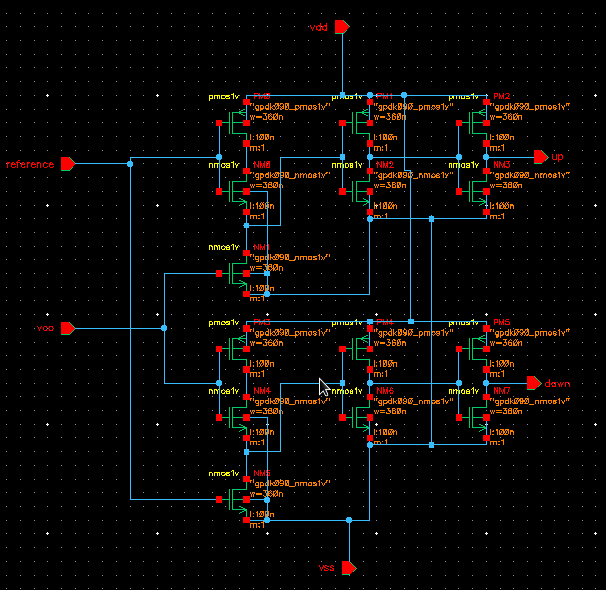 vdd
pmos1v
pmos1v PM1
pmos1v PM2
"gpdk090_pmos1v"
"gpdk090_pmos1v"
"gpdk090_pmos1v"
w=360n
w=360n
w=360n
l:100n
l:100n
l:100n
m:1
m:1
m:1
reference
up
nmos1v
nmos1v NM2
nmos1v NM3
"gpdk090_nmos1v"
"gpdk090_nmos1v"
"gpdk090_nmos1v"
w=360n
w=360n
w=360n
l:100n
l:100n
l:100n
m:1
m:1
m:1
nmos1v NM1
"gpdk090_nmos1v"
w=360n
l:100n
m:1
vco
pmos1v PM3
pmos1v PM4
pmos1v PM5
"gpdk090_pmos1v"
"gpdk090_pmos1v"
"gpdk090_pmos1v"
w=360n
w=360n
w=360n
l:100n
l:100n
l:100n
m:1
m:1
m:1
down
nmos1v NM4
nmos1v NM6
nmos1v NM7
"gpdk090_nmos1v"
"gpdk090_nmos1v"
"gpdk090_nmos1v"
w=360n
w=360n
w=360n
l:100n
l:100n
l:100n
m:1
m:1
m:1
nmos1v NM5
"gpdk090_nmos1v"
w=360n
l:100n
m:1
vss